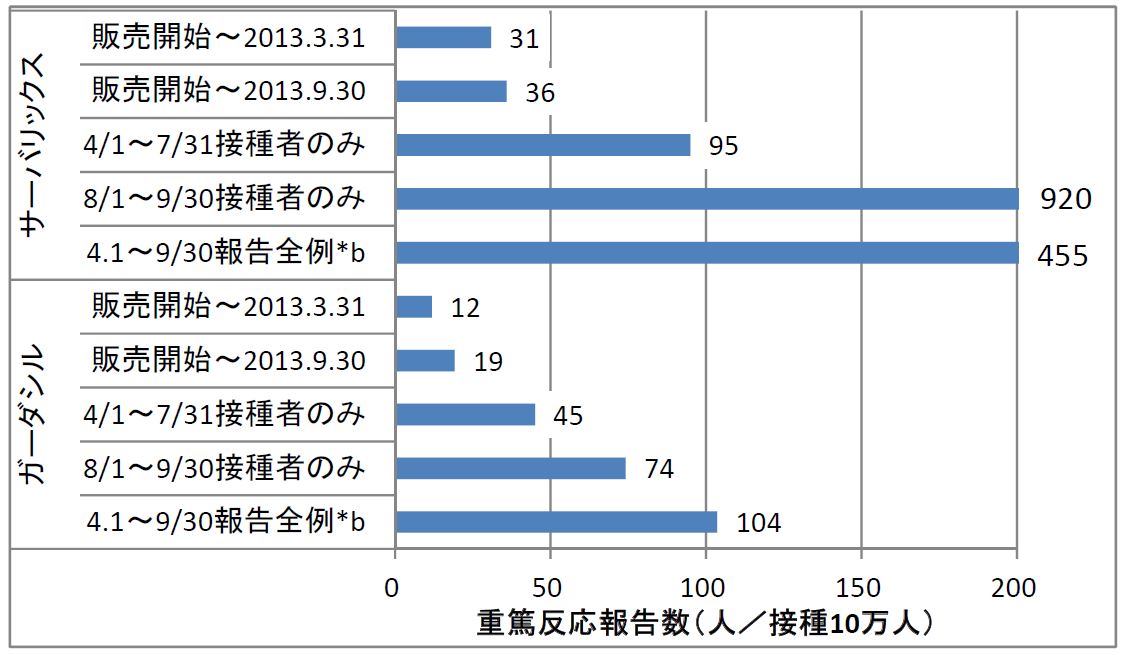 サーバリックス
販売開始～2013.3.31 31
販売開始～2013.9.30 36
4/1～7/31接種者のみ 95
8/1～9/30接種者のみ 920
4.1～9/30報告全例*b 455
ガーダシル
販売開始～2013.3.31 12
販売開始～2013.9.30 19
4/1～7/31接種者のみ 45
8/1～9/30接種者のみ 74
4.1～9/30報告全例*b 104
0 50 100 150 200
重篤反応報告数（人／接種10万人）